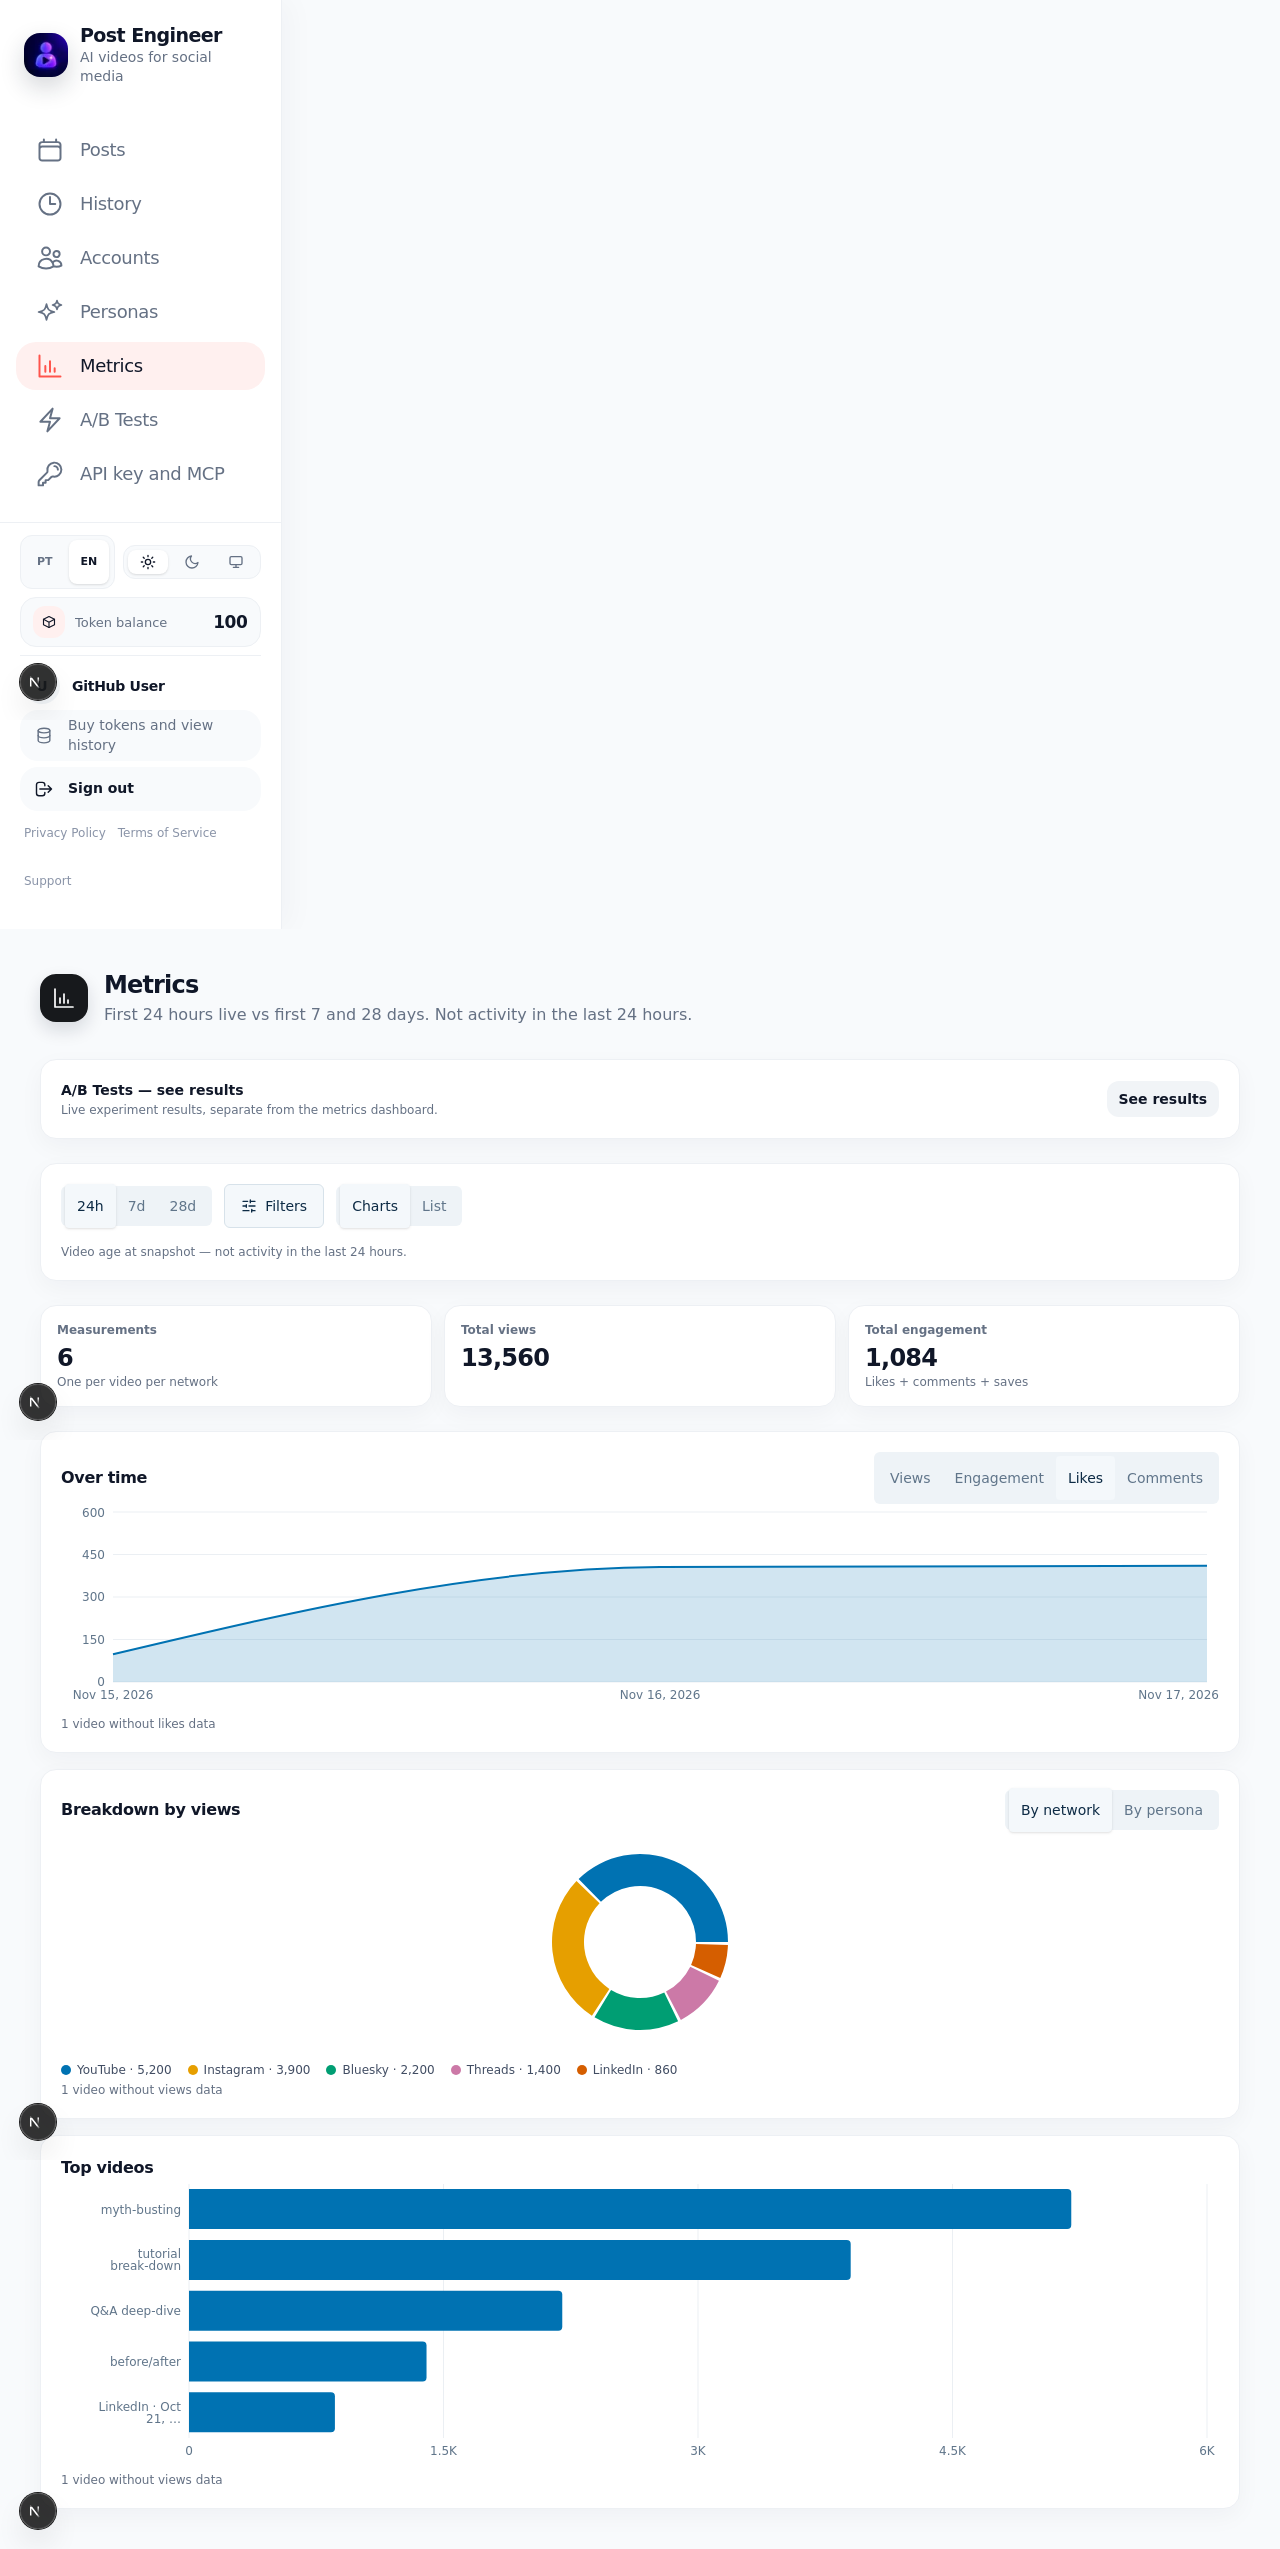 Post Engineer
AI videos for social
media
Posts
History
Accounts
Personas
Metrics
A/B Tests
API key and MCP
PT
EN
Token balance
100
N
GitHub User
Buy tokens and view
history
Sign out
Privacy Policy
Terms of Service
Support
Metrics
First 24 hours live vs first 7 and 28 days. Not activity in the last 24 hours.
A/B Tests — see results
Live experiment results, separate from the metrics dashboard.
See results
24h
7d
28d
Filters
Charts
List
Video age at snapshot — not activity in the last 24 hours.
Measurements
6
One per video per network
Total views
13,560
Total engagement
1,084
Likes + comments + saves
N
Over time
Views
Engagement
Likes
Comments
600
450
300
150
0
Nov 15, 2026
Nov 16, 2026
Nov 17, 2026
1 video without likes data
Breakdown by views
By network
By persona
YouTube · 5,200
Instagram · 3,900
Bluesky · 2,200
Threads · 1,400
LinkedIn · 860
1 video without views data
N
Top videos
myth-busting
tutorial
break-down
Q&A deep-dive
before/after
LinkedIn · Oct
21, ...
0
1.5K
3K
4.5K
6K
1 video without views data
N